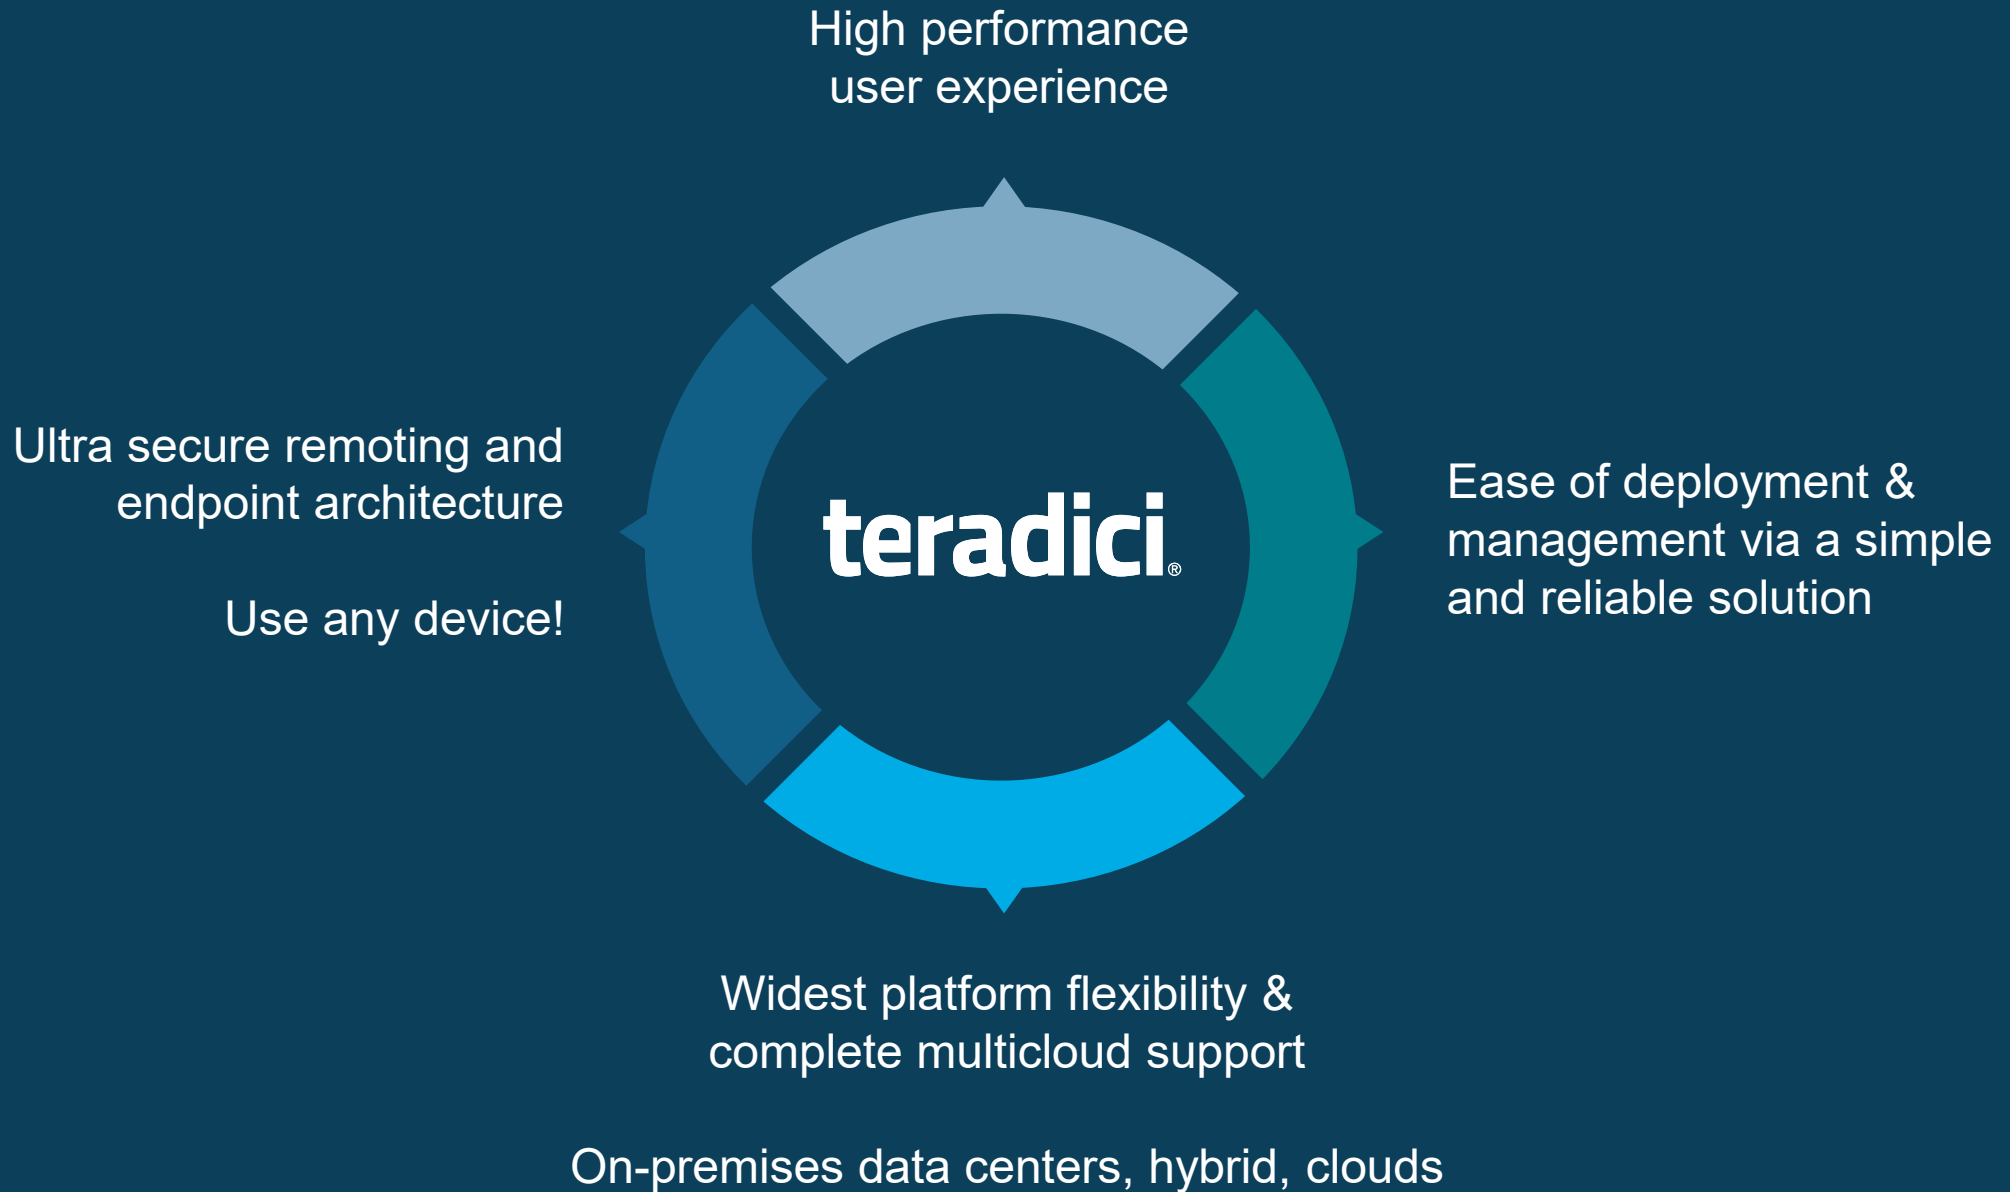 High performance
user experience
Ultra secure remoting and
endpoint architecture
Use any device!
teradici®
Ease of deployment &
management via a simple
and reliable solution
Widest platform flexibility &
complete multicloud support
On-premises data centers, hybrid, clouds